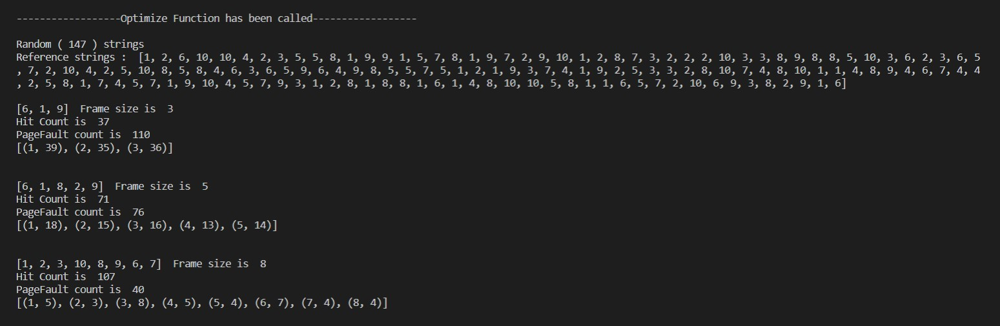 ------------------Optimize Function has been called------------------
Random ( 147 ) strings
Reference strings :  [1, 2, 6, 10, 10, 4, 2, 3, 5, 5, 8, 1, 9, 9, 1, 5, 7, 8, 1, 9, 7, 2, 9, 10, 1, 2, 8, 7, 3, 2, 2, 2, 10, 3, 3, 8, 9, 8, 8, 5, 10, 3, 6, 2, 3, 6, 5
, 7, 2, 10, 4, 2, 5, 10, 8, 5, 8, 4, 6, 3, 6, 5, 9, 6, 4, 9, 8, 5, 5, 7, 5, 1, 2, 1, 9, 3, 7, 4, 1, 9, 2, 5, 3, 3, 2, 8, 10, 7, 4, 8, 10, 1, 1, 4, 8, 9, 4, 6, 7, 4, 4
, 2, 5, 8, 1, 7, 4, 5, 7, 1, 9, 10, 4, 5, 7, 9, 3, 1, 2, 8, 1, 8, 8, 1, 6, 1, 4, 8, 10, 10, 5, 8, 1, 1, 6, 5, 7, 2, 10, 6, 9, 3, 8, 2, 9, 1, 6]
[6, 1, 9]  Frame size is  3
Hit Count is  37
PageFault count is  110
[(1, 39), (2, 35), (3, 36)]
[6, 1, 8, 2, 9]  Frame size is  5
Hit Count is  71
PageFault count is  76
[(1, 18), (2, 15), (3, 16), (4, 13), (5, 14)]
[1, 2, 3, 10, 8, 9, 6, 7]  Frame size is  8
Hit Count is  107
PageFault count is  40
[(1, 5), (2, 3), (3, 8), (4, 5), (5, 4), (6, 7), (7, 4), (8, 4)]